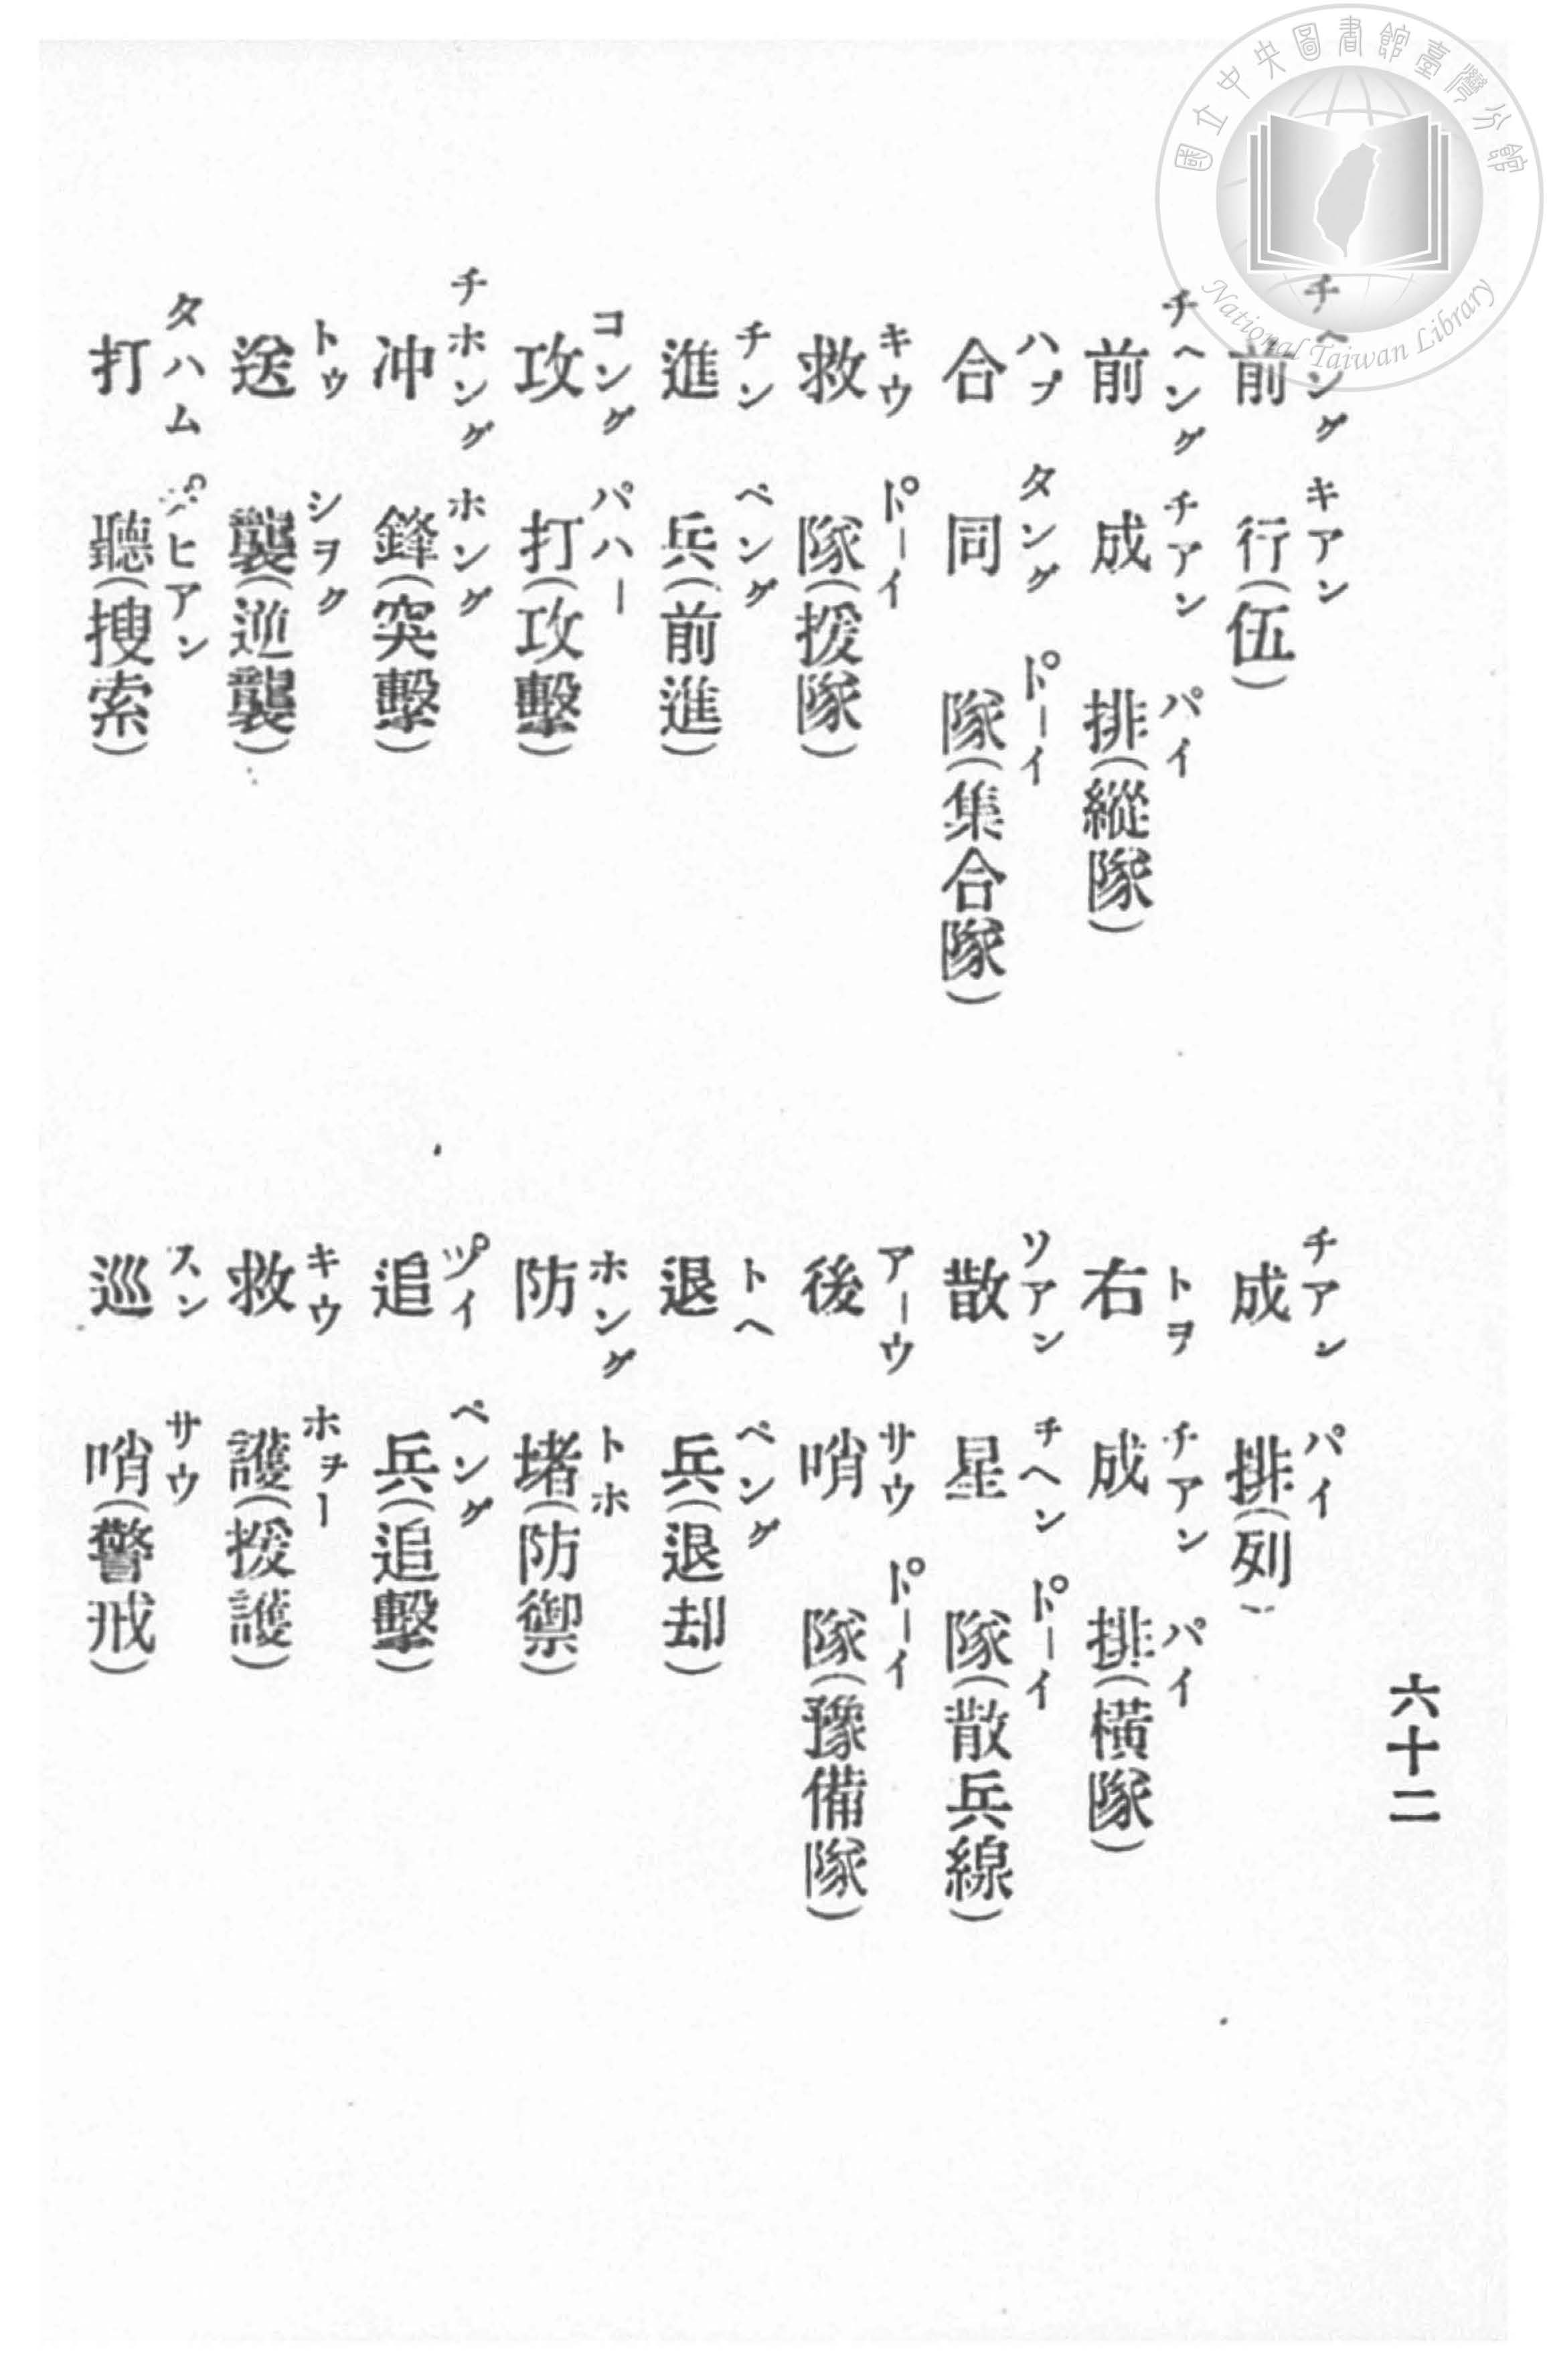 六十二
チヘング キアン
前行(伍)
チアン パイ
成排(列)
チヘング チアン パイ
前成排(縱隊)
トヲ チアン パイ
右成排(橫隊)
ハプ タング ト゚ーイ
合同隊(集合隊)
ソアン チヘン ト゚ーイ
散星隊(散兵線)
キウ ト゚ーイ
救隊(援隊)
アーウ サウ ト゚ーイ
後哨隊(豫備隊)
チン ペング
進兵(前進)
トヘ ペング
退兵(退却)
コング パハー
攻打(攻擊)
ホング トホ
防堵(防禦)
チホング ホング
冲鋒(突擊)
ツ゚イ ペング
追兵(追擊)
トゥ シヲク
送襲(逆襲)
キウ ホヲー
救護(援護)
タハム ヒアン
打聽(搜索)
スン サウ
巡哨(警戒)
國立中央圖書館臺灣分館
National Taiwan Library